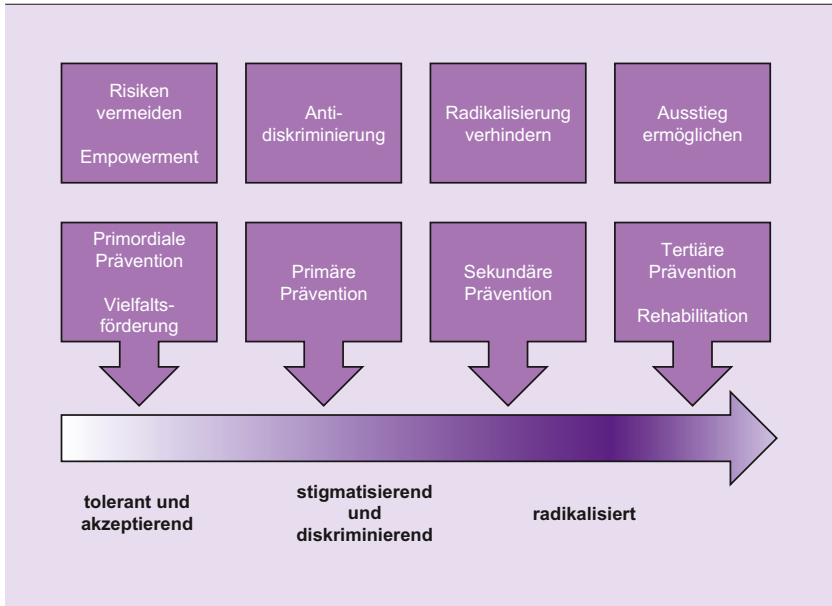 Risiken
vermeiden
Empowerment
Anti-
diskriminierung
Radikalisierung
verhindern
Ausstieg
ermöglichen
Primordiale
Prävention
Vielfalts-
förderung
Primäre
Prävention
Sekundäre
Prävention
Tertiäre
Prävention
Rehabilitation
tolerant und
akzeptierend
stigmatisierend
und
diskriminierend
radikalisiert